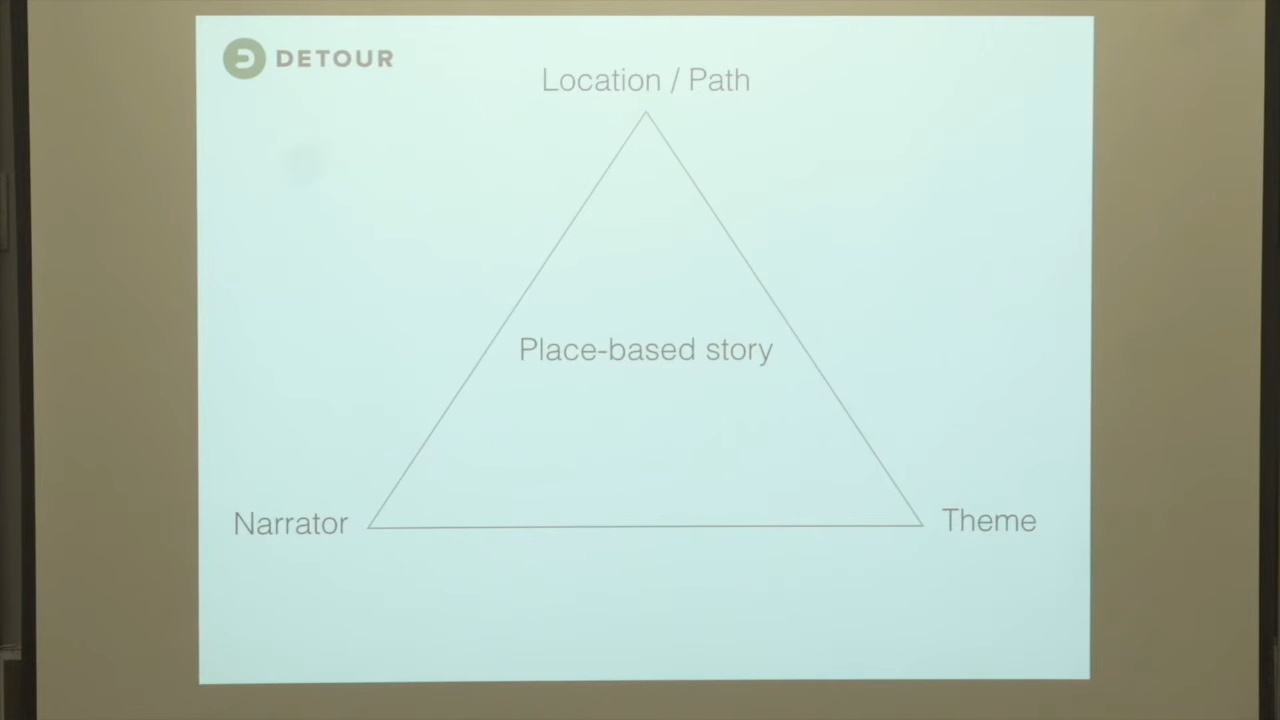 DETOUR
Location / Path
Place-based story
Narrator
Theme